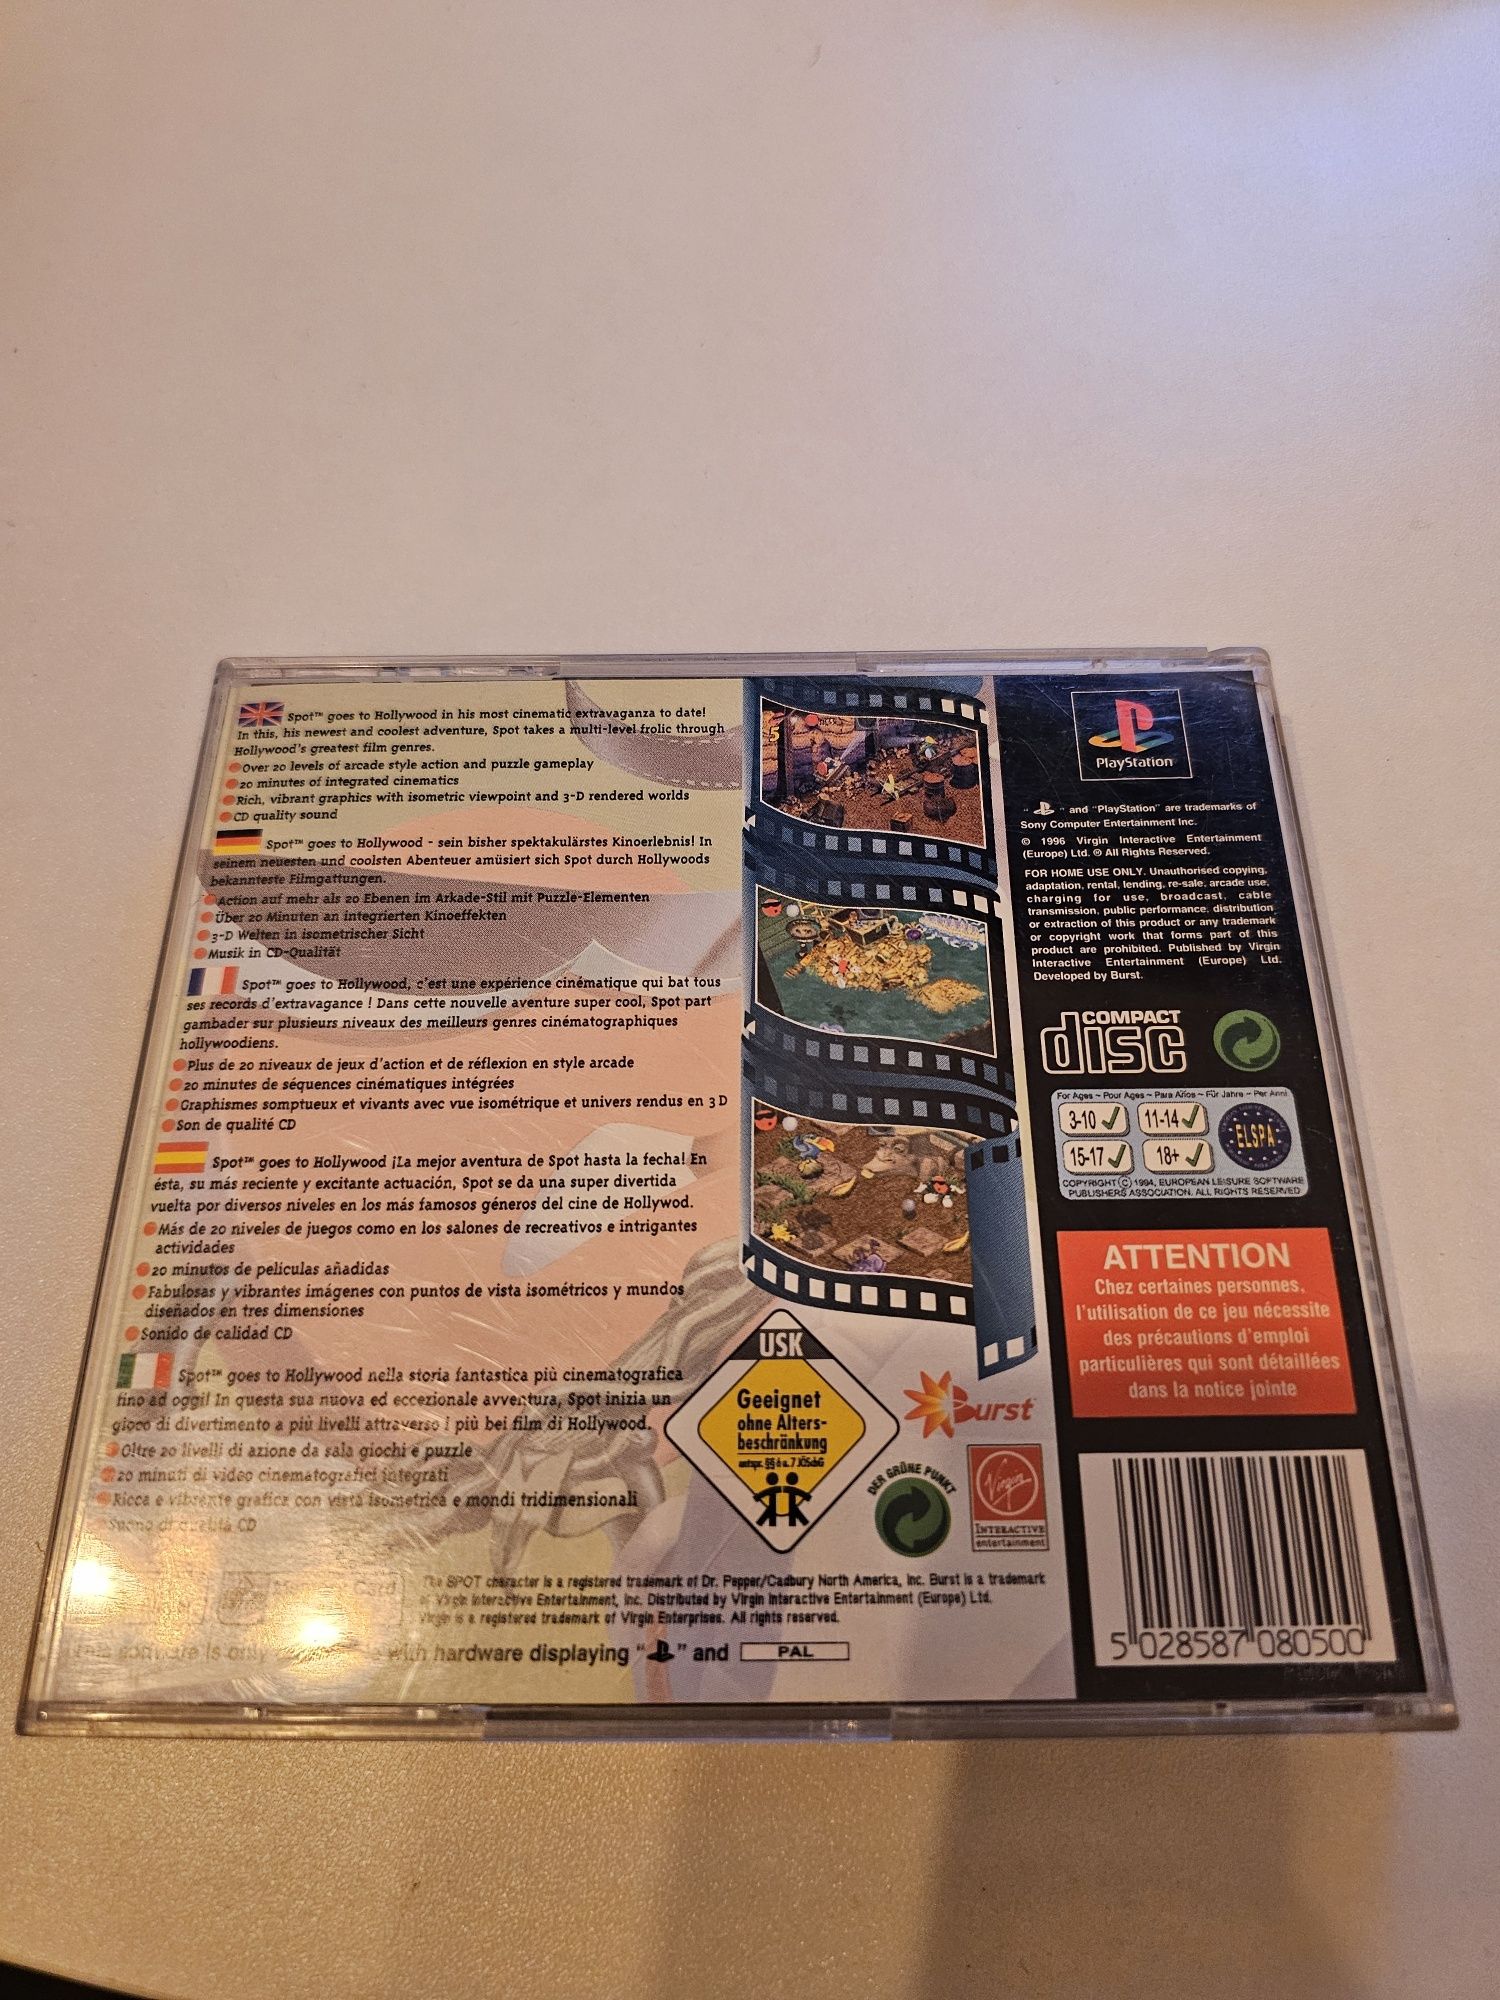 Spot™ goes to Hollywood in his most cinematic extravaganza to date!
In this, his newest and coolest adventure, Spot takes a multi-level frolic through
Hollywood's greatest film genres.
Over 20 levels of arcade style action and puzzle gameplay
20 minutes of integrated cinematics
Rich, vibrant graphics with isometric viewpoint and 3-D rendered worlds
CD quality sound
Spot™ goes to Hollywood - sein bisher spektakulärstes Kinoerlebnis! In
seinem neuesten und coolsten Abenteuer amüsiert sich Spot durch Hollywoods
bekannteste Filmgattungen.
Action auf mehr als 20 Ebenen im Arkade-Stil mit Puzzle-Elementen
Über 20 Minuten an integrierten Kinoeffekten
3-D Welten in isometrischer Sicht
Musik in CD-Qualität
Spot™ goes to Hollywood, c'est une expérience cinématique qui bat tous
ses records d'extravagance ! Dans cette nouvelle aventure super cool, Spot part
gambader sur plusieurs niveaux des meilleurs genres cinématographiques
hollywoodiens.
Plus de 20 niveaux de jeux d'action et de réflexion en style arcade
20 minutes de séquences cinématiques intégrées
Graphismes somptueux et vivants avec vue isométrique et univers rendus en 3 D
Son de qualité CD
Spot™ goes to Hollywood ¡La mejor aventura de Spot hasta la fecha! En
ésta, su más reciente y excitante actuación, Spot se da una super divertida
vuelta por diversos niveles en los más famosos géneros del cine de Hollywod.
Más de 20 niveles de juegos como en los salones de recreativos e intrigantes
actividades
20 minutos de películas añadidas
Fabulosas y vibrantes imágenes con puntos de vista isométricos y mundos
diseñados en tres dimensiones
Sonido de calidad CD
Spot™ goes to Hollywood nella storia fantastica più cinematografica
fino ad oggi! In questa sua nuova ed eccezionale avventura, Spot inizia un
gioco di divertimento a più livelli attraverso i più bei film di Hollywood.
Oltre 20 livelli di azione da sala giochi e puzzle
20 minuti di video cinematografici integrati
Ricca e vibrante grafica con vista isometrica e mondi tridimensionali
Suono di qualità CD
USK
Geeignet
ohne Alters-
beschränkung
Burst
DER GRÜNE PUNKT
Virgin
INTERACTIVE
entertainment
The SPOT character is a registered trademark of Dr. Pepper/Cadbury North America, Inc. Burst is a trademark
of Virgin Interactive Entertainment, Inc. Distributed by Virgin Interactive Entertainment (Europe) Ltd.
Virgin is a registered trademark of Virgin Enterprises. All rights reserved.
This software is only with hardware displaying " " and PAL
PlayStation
" " and "PlayStation" are trademarks of
Sony Computer Entertainment Inc.
© 1996 Virgin Interactive Entertainment
(Europe) Ltd. ® All Rights Reserved.
FOR HOME USE ONLY. Unauthorised copying,
adaptation, rental, lending, re-sale, arcade use,
charging for use, broadcast, cable
transmission, public performance, distribution
or extraction of this product or any trademark
or copyright work that forms part of this
product are prohibited. Published by Virgin
Interactive Entertainment (Europe) Ltd.
Developed by Burst.
COMPACT
disc
For Ages ~ Pour Ages ~ Para Años ~ Für Jahre ~ Per Anni
3-10 11-14
15-17 18+
ELSPA
COPYRIGHT © 1994, EUROPEAN LEISURE SOFTWARE
PUBLISHERS ASSOCIATION. ALL RIGHTS RESERVED
ATTENTION
Chez certaines personnes,
l'utilisation de ce jeu nécessite
des précautions d'emploi
particulières qui sont détaillées
dans la notice jointe
5 028587 080500